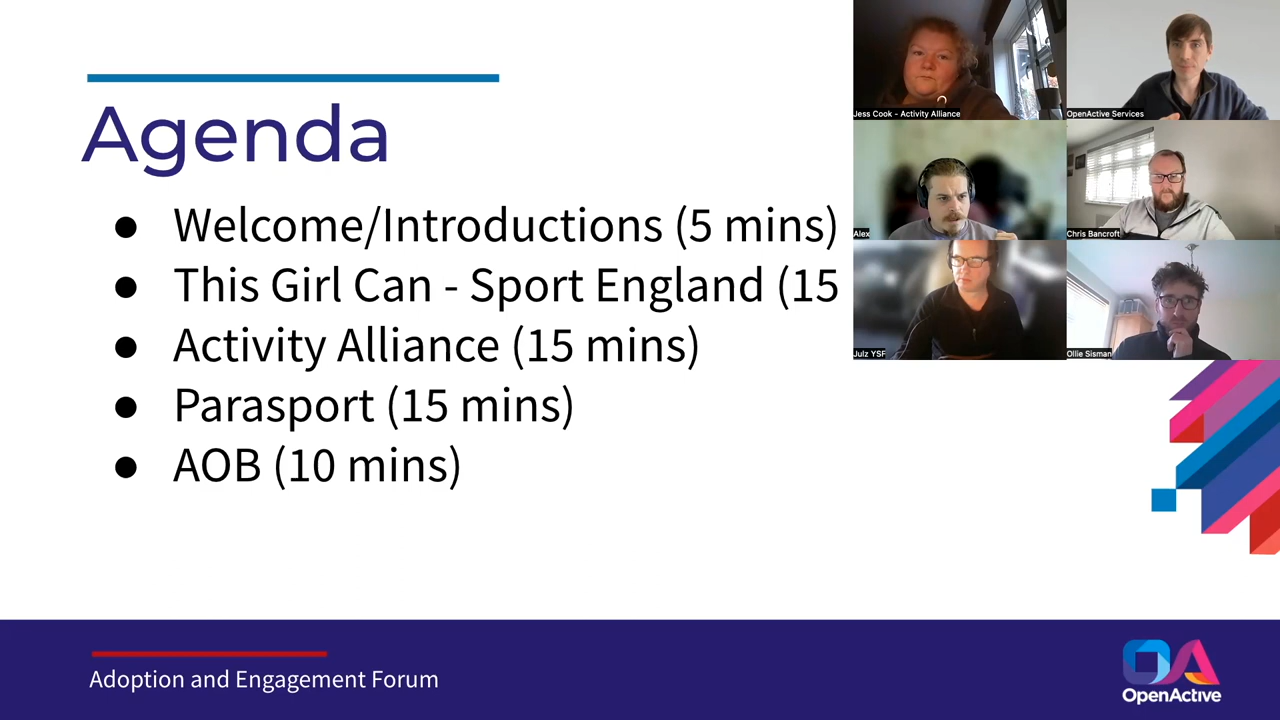 Agenda
● Welcome/Introductions (5 mins)
● This Girl Can - Sport England (15
● Activity Alliance (15 mins)
● Parasport (15 mins)
● AOB (10 mins)
Jess Cook - Activity Alliance
OpenActive Services
Alex
Chris Bancroft
Julz YSF
Ollie Sisman
Adoption and Engagement Forum
OA
OpenActive